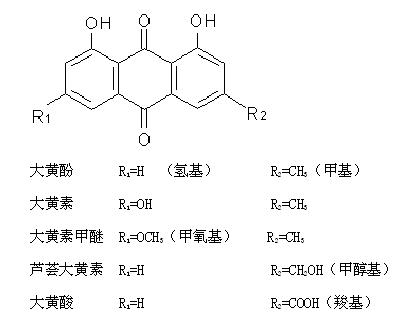 OH O OH
R1 R2
O
大黄酚 R₁=H （氢基） R₂=CH₃（甲基）
大黄素 R₁=OH R₂=CH₃
大黄素甲醚 R₁=OCH₃（甲氧基） R₂=CH₃
芦荟大黄素 R₁=H R₂=CH₂OH（甲醇基）
大黄酸 R₁=H R₂=COOH（羧基）